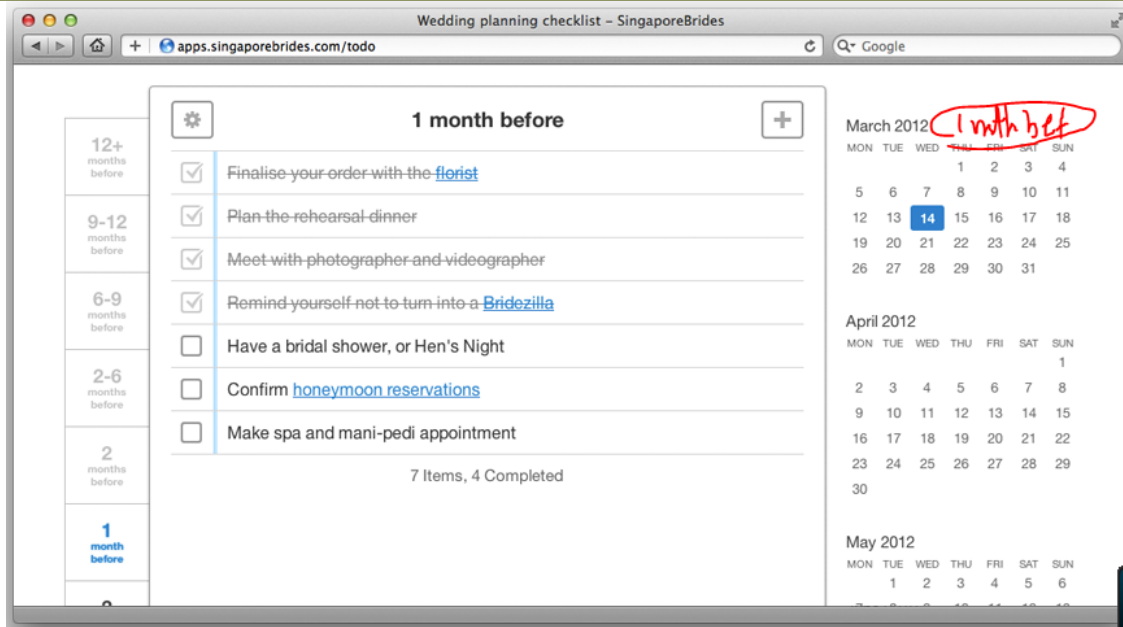 Wedding planning checklist – SingaporeBrides
apps.singaporebrides.com/todo
Google
12+
months
before
9-12
months
before
6-9
months
before
2-6
months
before
2
months
before
1
month
before
1 month before
Finalise your order with the florist
Plan the rehearsal dinner
Meet with photographer and videographer
Remind yourself not to turn into a Bridezilla
Have a bridal shower, or Hen's Night
Confirm honeymoon reservations
Make spa and mani-pedi appointment
7 Items, 4 Completed
March 2012 1 mth bef
MON TUE WED THU FRI SAT SUN
1 2 3 4
5 6 7 8 9 10 11
12 13 14 15 16 17 18
19 20 21 22 23 24 25
26 27 28 29 30 31
April 2012
MON TUE WED THU FRI SAT SUN
1
2 3 4 5 6 7 8
9 10 11 12 13 14 15
16 17 18 19 20 21 22
23 24 25 26 27 28 29
30
May 2012
MON TUE WED THU FRI SAT SUN
1 2 3 4 5 6